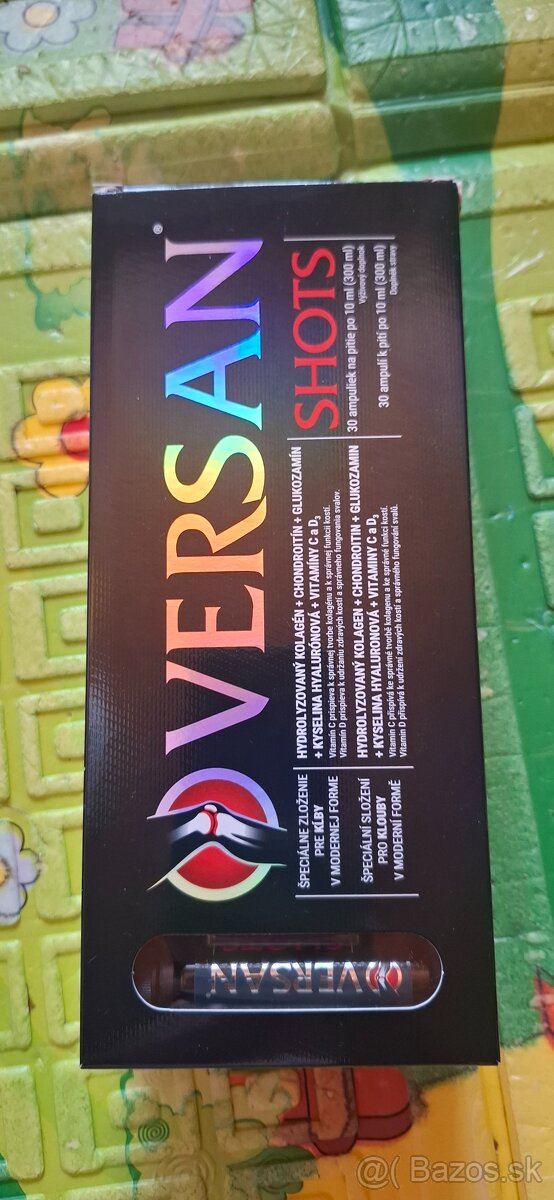 OVERSAN®
SHOTS
30 ampuliek na pitie po 10 ml (300 ml)
Výživový doplnok
30 ampulí k pití po 10 ml (300 ml)
Doplněk stravy
HYDROLYZOVANÝ KOLAGÉN + CHONDROITÍN + GLUKOZAMÍN
+ KYSELINA HYALURÓNOVÁ + VITAMÍNY C a D₃
Vitamín C prispieva k správnej tvorbe kolagénu a k správnej funkcii kostí.
Vitamín D prispieva k udržaniu zdravých kostí a správneho fungovania svalov.
HYDROLYZOVANÝ KOLAGEN + CHONDROITIN + GLUKOSAMIN
+ KYSELINA HYALURONOVÁ + VITAMINY C a D₃
Vitamin C přispívá ke správné tvorbě kolagenu a ke správné funkci kostí.
Vitamin D přispívá k udržení zdravých kostí a správného fungování svalů.
ŠPECIÁLNE ZLOŽENIE
PRE KĹBY
V MODERNEJ FORME
SPECIÁLNÍ SLOŽENÍ
PRO KLOUBY
V MODERNÍ FORMĚ
OVERSAN
@( Bazos.sk